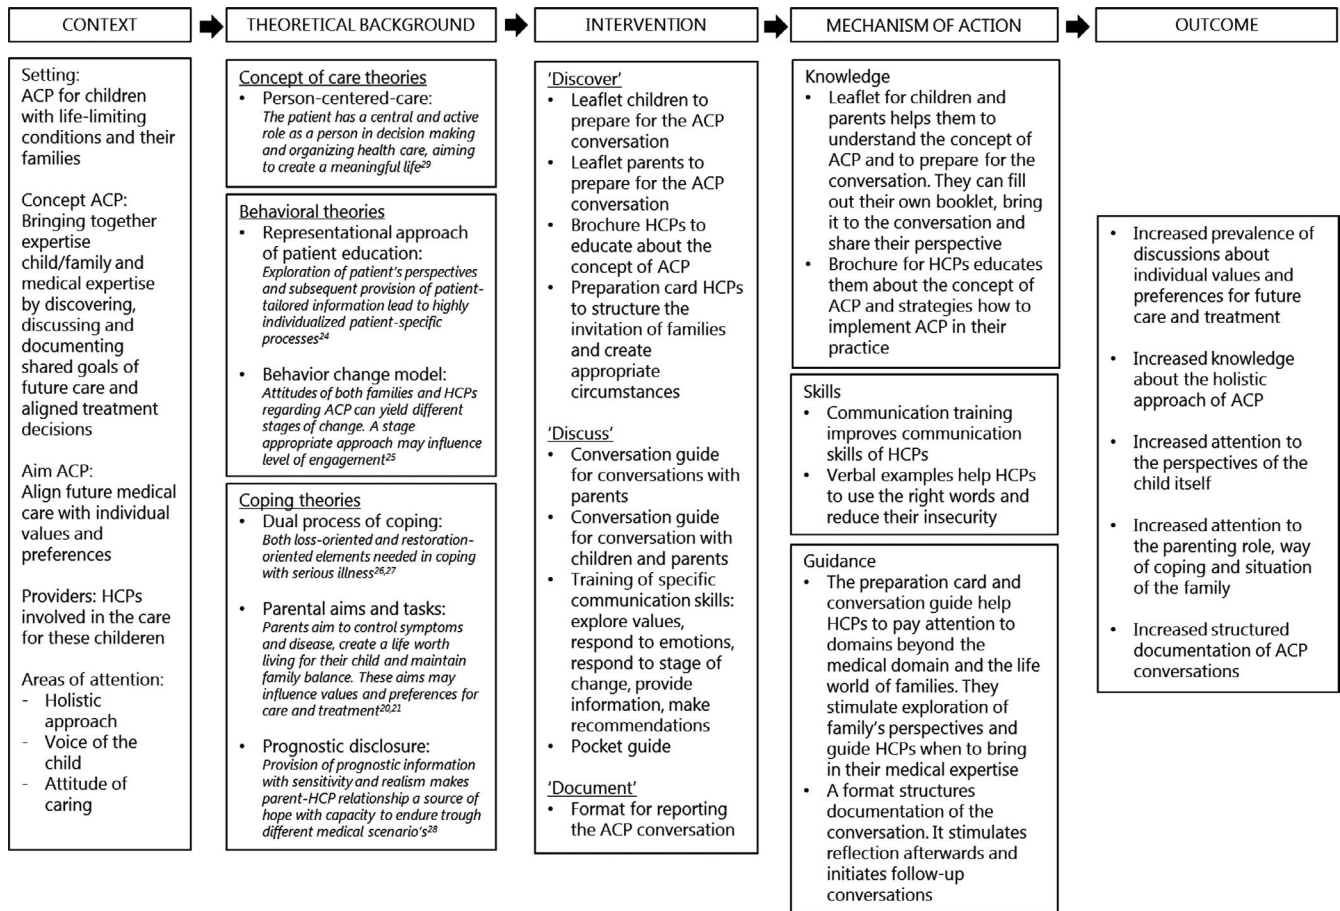 CONTEXT
THEORETICAL BACKGROUND
INTERVENTION
MECHANISM OF ACTION
OUTCOME
Setting:
ACP for children
with life-limiting
conditions and their
families
Concept ACP:
Bringing together
expertise
child/family and
medical expertise
by discovering,
discussing and
documenting
shared goals of
future care and
aligned treatment
decisions
Aim ACP:
Align future medical
care with individual
values and
preferences
Providers: HCPs
involved in the care
for these childeren
Areas of attention:
- Holistic
approach
- Voice of the
child
- Attitude of
caring
Concept of care theories
• Person-centered-care:
The patient has a central and active
role as a person in decision making
and organizing health care, aiming
to create a meaningful life29
Behavioral theories
• Representational approach
of patient education:
Exploration of patient's perspectives
and subsequent provision of patient-
tailored information lead to highly
individualized patient-specific
processes24
• Behavior change model:
Attitudes of both families and HCPs
regarding ACP can yield different
stages of change. A stage
appropriate approach may influence
level of engagement25
Coping theories
• Dual process of coping:
Both loss-oriented and restoration-
oriented elements needed in coping
with serious illness26,27
• Parental aims and tasks:
Parents aim to control symptoms
and disease, create a life worth
living for their child and maintain
family balance. These aims may
influence values and preferences for
care and treatment20,21
• Prognostic disclosure:
Provision of prognostic information
with sensitivity and realism makes
parent-HCP relationship a source of
hope with capacity to endure trough
different medical scenario's28
'Discover'
• Leaflet children to
prepare for the ACP
conversation
• Leaflet parents to
prepare for the ACP
conversation
• Brochure HCPs to
educate about the
concept of ACP
• Preparation card HCPs
to structure the
invitation of families
and create
appropriate
circumstances
'Discuss'
• Conversation guide
for conversations with
parents
• Conversation guide
for conversation with
children and parents
• Training of specific
communication skills:
explore values,
respond to emotions,
respond to stage of
change, provide
information, make
recommendations
• Pocket guide
'Document'
• Format for reporting
the ACP conversation
Knowledge
• Leaflet for children and
parents helps them to
understand the concept of
ACP and to prepare for the
conversation. They can fill
out their own booklet, bring
it to the conversation and
share their perspective
• Brochure for HCPs educates
them about the concept of
ACP and strategies how to
implement ACP in their
practice
Skills
• Communication training
improves communication
skills of HCPs
• Verbal examples help HCPs
to use the right words and
reduce their insecurity
Guidance
• The preparation card and
conversation guide help
HCPs to pay attention to
domains beyond the
medical domain and the life
world of families. They
stimulate exploration of
family's perspectives and
guide HCPs when to bring
in their medical expertise
• A format structures
documentation of the
conversation. It stimulates
reflection afterwards and
initiates follow-up
conversations
• Increased prevalence of
discussions about
individual values and
preferences for future
care and treatment
• Increased knowledge
about the holistic
approach of ACP
• Increased attention to
the perspectives of the
child itself
• Increased attention to
the parenting role, way
of coping and situation
of the family
• Increased structured
documentation of ACP
conversations